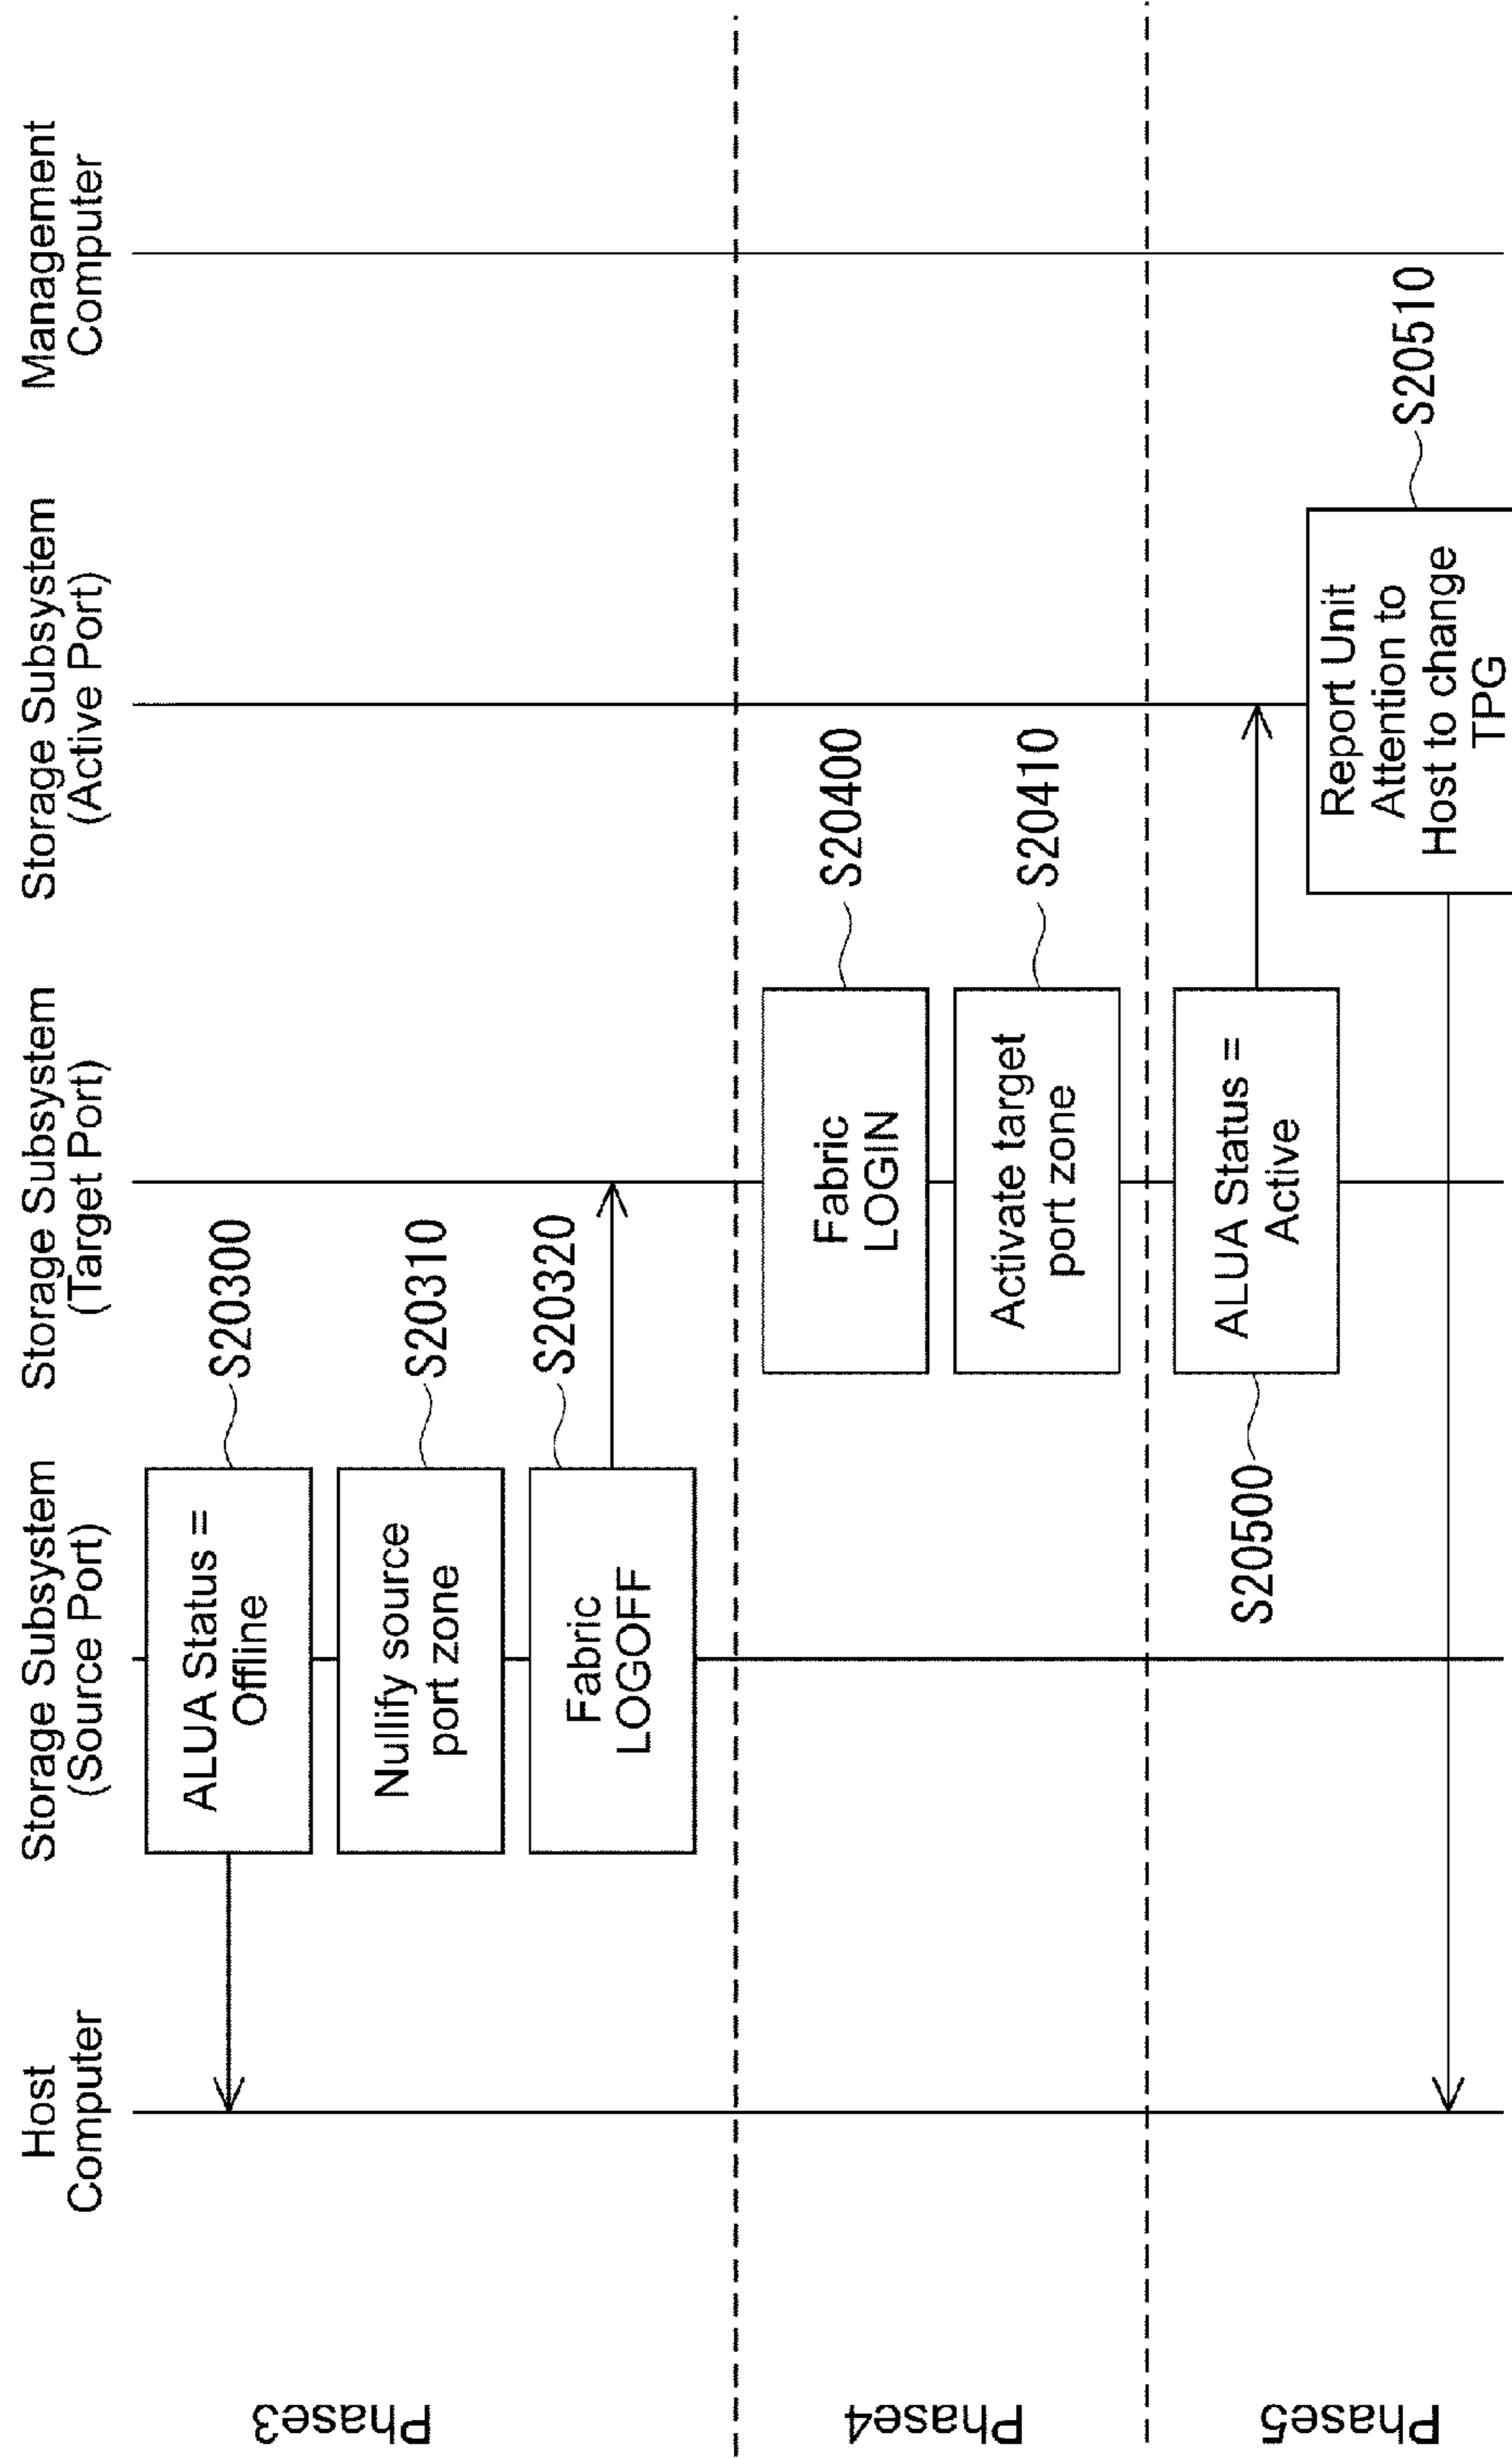 Host
Computer
Storage Subsystem
(Source Port)
Storage Subsystem
(Target Port)
Storage Subsystem
(Active Port)
Management
Computer
Phase3
ALUA Status =
Offline
S20300
Nullify source
port zone
S20310
Fabric
LOGOFF
S20320
Phase4
Fabric
LOGIN
S20400
Activate target
port zone
S20410
Phase5
S20500
ALUA Status =
Active
Report Unit
Attention to
Host to change
TPG
S20510